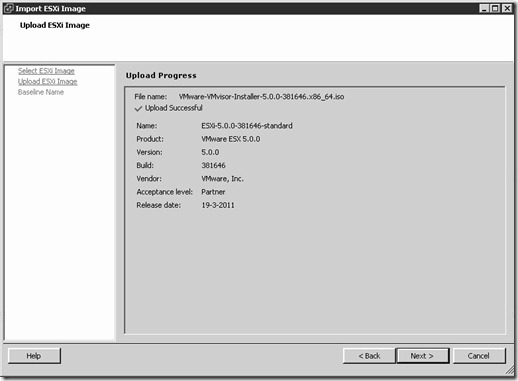 Import ESXi Image
Upload ESXi Image
Select ESXi Image
Upload ESXi Image
Baseline Name
Upload Progress
File name: VMware-VMvisor-Installer-5.0.0-381646.x86_64.iso
Upload Successful
Name: ESXi-5.0.0-381646-standard
Product: VMware ESX 5.0.0
Version: 5.0.0
Build: 381646
Vendor: VMware, Inc.
Acceptance level: Partner
Release date: 19-3-2011
Help
< Back
Next >
Cancel